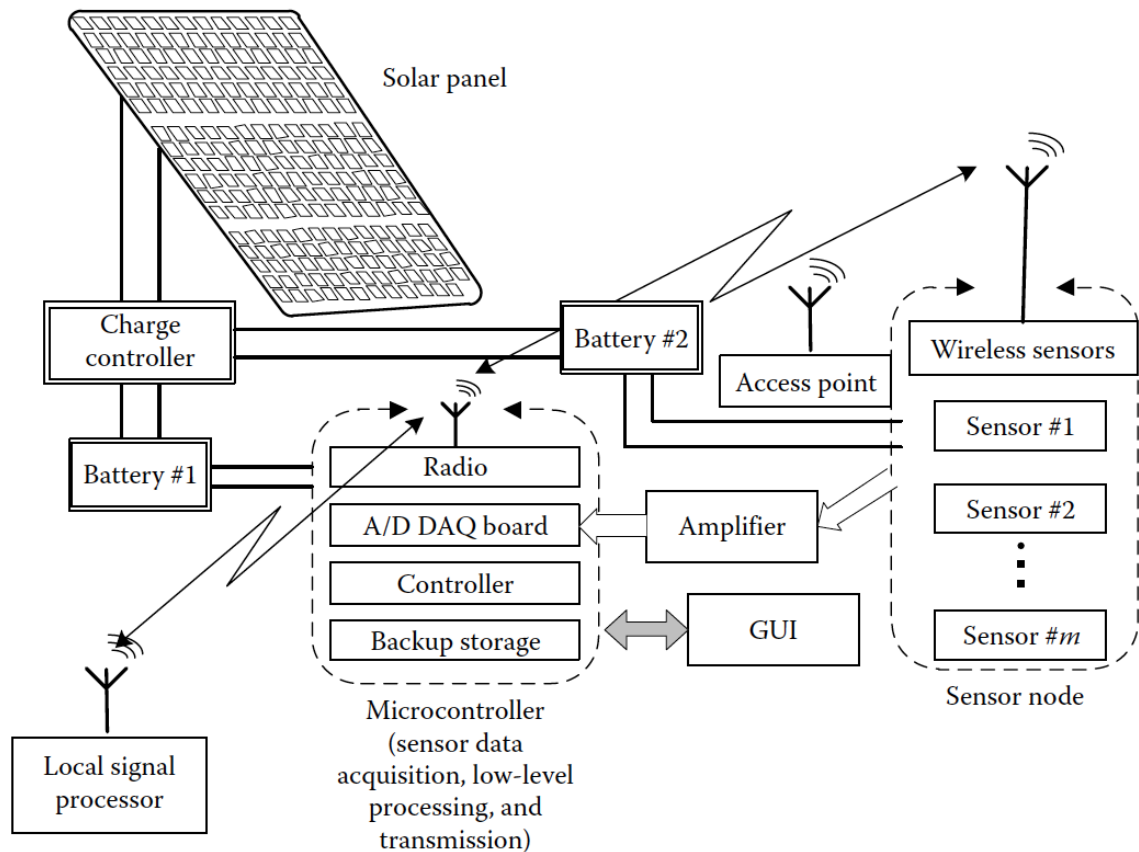 Solar panel
Charge
controller
Battery #2
Access point
Wireless sensors
Sensor #1
Battery #1
Radio
A/D DAQ board
Amplifier
Sensor #2
Controller
Backup storage
GUI
Sensor #m
Sensor node
Local signal
processor
Microcontroller
(sensor data
acquisition, low-level
processing, and
transmission)